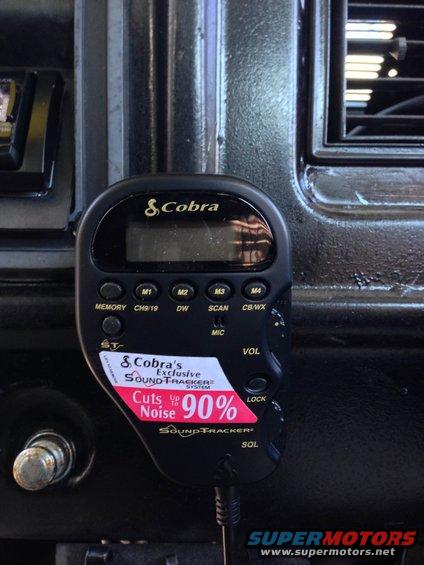 Cobra
M1 M2 M3 M4
MEMORY CH9/19 DW SCAN CB/WX
MIC
ST
VOL
Cobra's
Exclusive
SOUNDTRACKER
SYSTEM
Cuts Up To 90%
Noise
LOCK
SOUNDTRACKER
SQL
SUPERMOTORS
www.supermotors.net